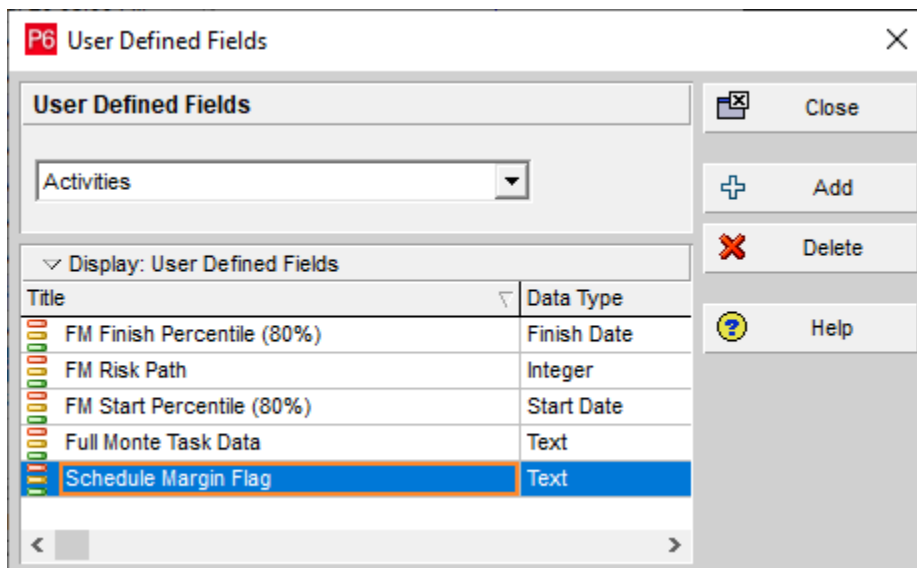 P6 User Defined Fields
User Defined Fields
Close
Activities
Add
Delete
Display: User Defined Fields
Title Data Type
Help
FM Finish Percentile (80%) Finish Date
FM Risk Path Integer
FM Start Percentile (80%) Start Date
Full Monte Task Data Text
Schedule Margin Flag Text